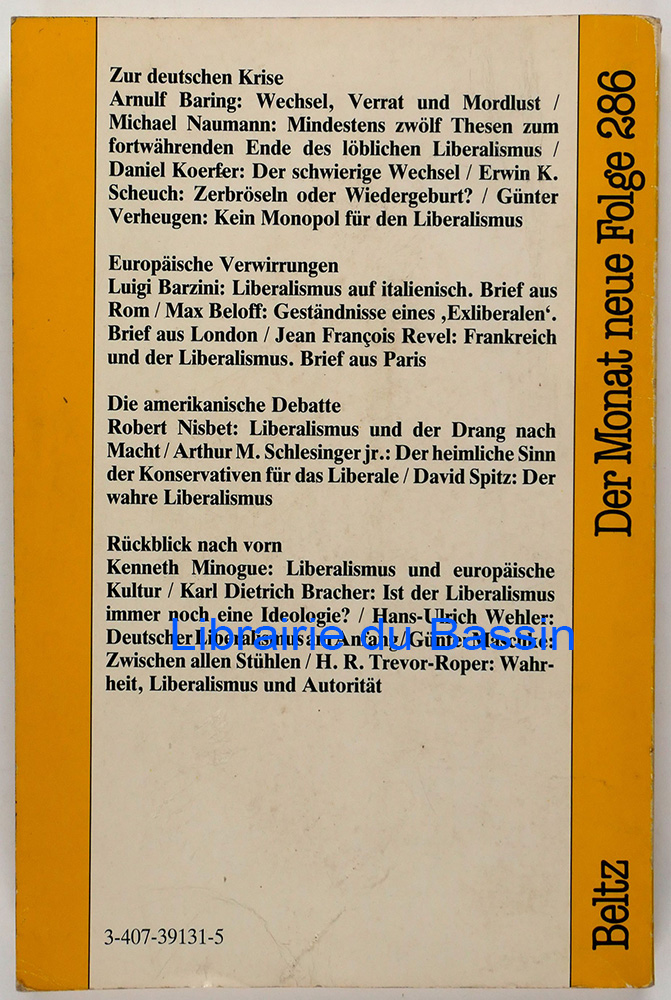 Zur deutschen Krise
Arnulf Baring: Wechsel, Verrat und Mordlust /
Michael Naumann: Mindestens zwölf Thesen zum
fortwährenden Ende des löblichen Liberalismus /
Daniel Koerfer: Der schwierige Wechsel / Erwin K.
Scheuch: Zerbröseln oder Wiedergeburt? / Günter
Verheugen: Kein Monopol für den Liberalismus
Europäische Verwirrungen
Luigi Barzini: Liberalismus auf italienisch. Brief aus
Rom / Max Beloff: Geständnisse eines ‚Exliberalen‘.
Brief aus London / Jean François Revel: Frankreich
und der Liberalismus. Brief aus Paris
Die amerikanische Debatte
Robert Nisbet: Liberalismus und der Drang nach
Macht / Arthur M. Schlesinger jr.: Der heimliche Sinn
der Konservativen für das Liberale / David Spitz: Der
wahre Liberalismus
Rückblick nach vorn
Kenneth Minogue: Liberalismus und europäische
Kultur / Karl Dietrich Bracher: Ist der Liberalismus
immer noch eine Ideologie? / Hans-Ulrich Wehler:
Deutscher Liberalismus am Anfang / Günter Maschke:
Zwischen allen Stühlen / H. R. Trevor-Roper: Wahr-
heit, Liberalismus und Autorität
3-407-39131-5
Der Monat neue Folge 286
Beltz
Librairie du Bassin